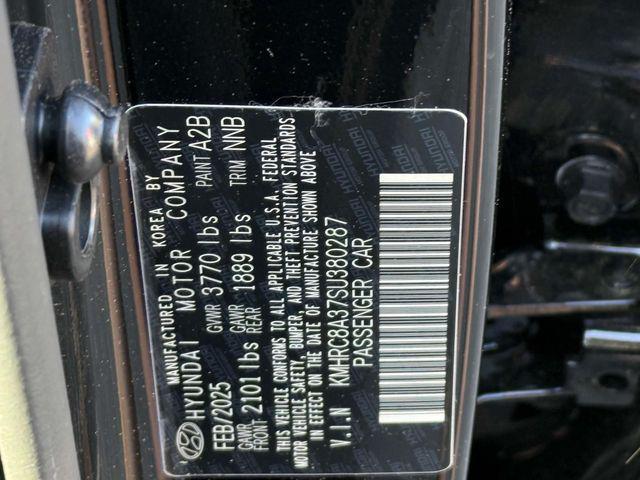 MANUFACTURED IN KOREA BY
HYUNDAI MOTOR COMPANY
FEB/2025 GVWR 3770 lbs PAINT A2B
GAWR FRONT 2101 lbs GAWR REAR 1889 lbs TRIM NNB
THIS VEHICLE CONFORMS TO ALL APPLICABLE U.S.A. FEDERAL
MOTOR VEHICLE SAFETY, BUMPER, AND THEFT PREVENTION STANDARDS
IN EFFECT ON THE DATE OF MANUFACTURE SHOWN ABOVE
V.I.N KMHRC8A37SU380287
PASSENGER CAR